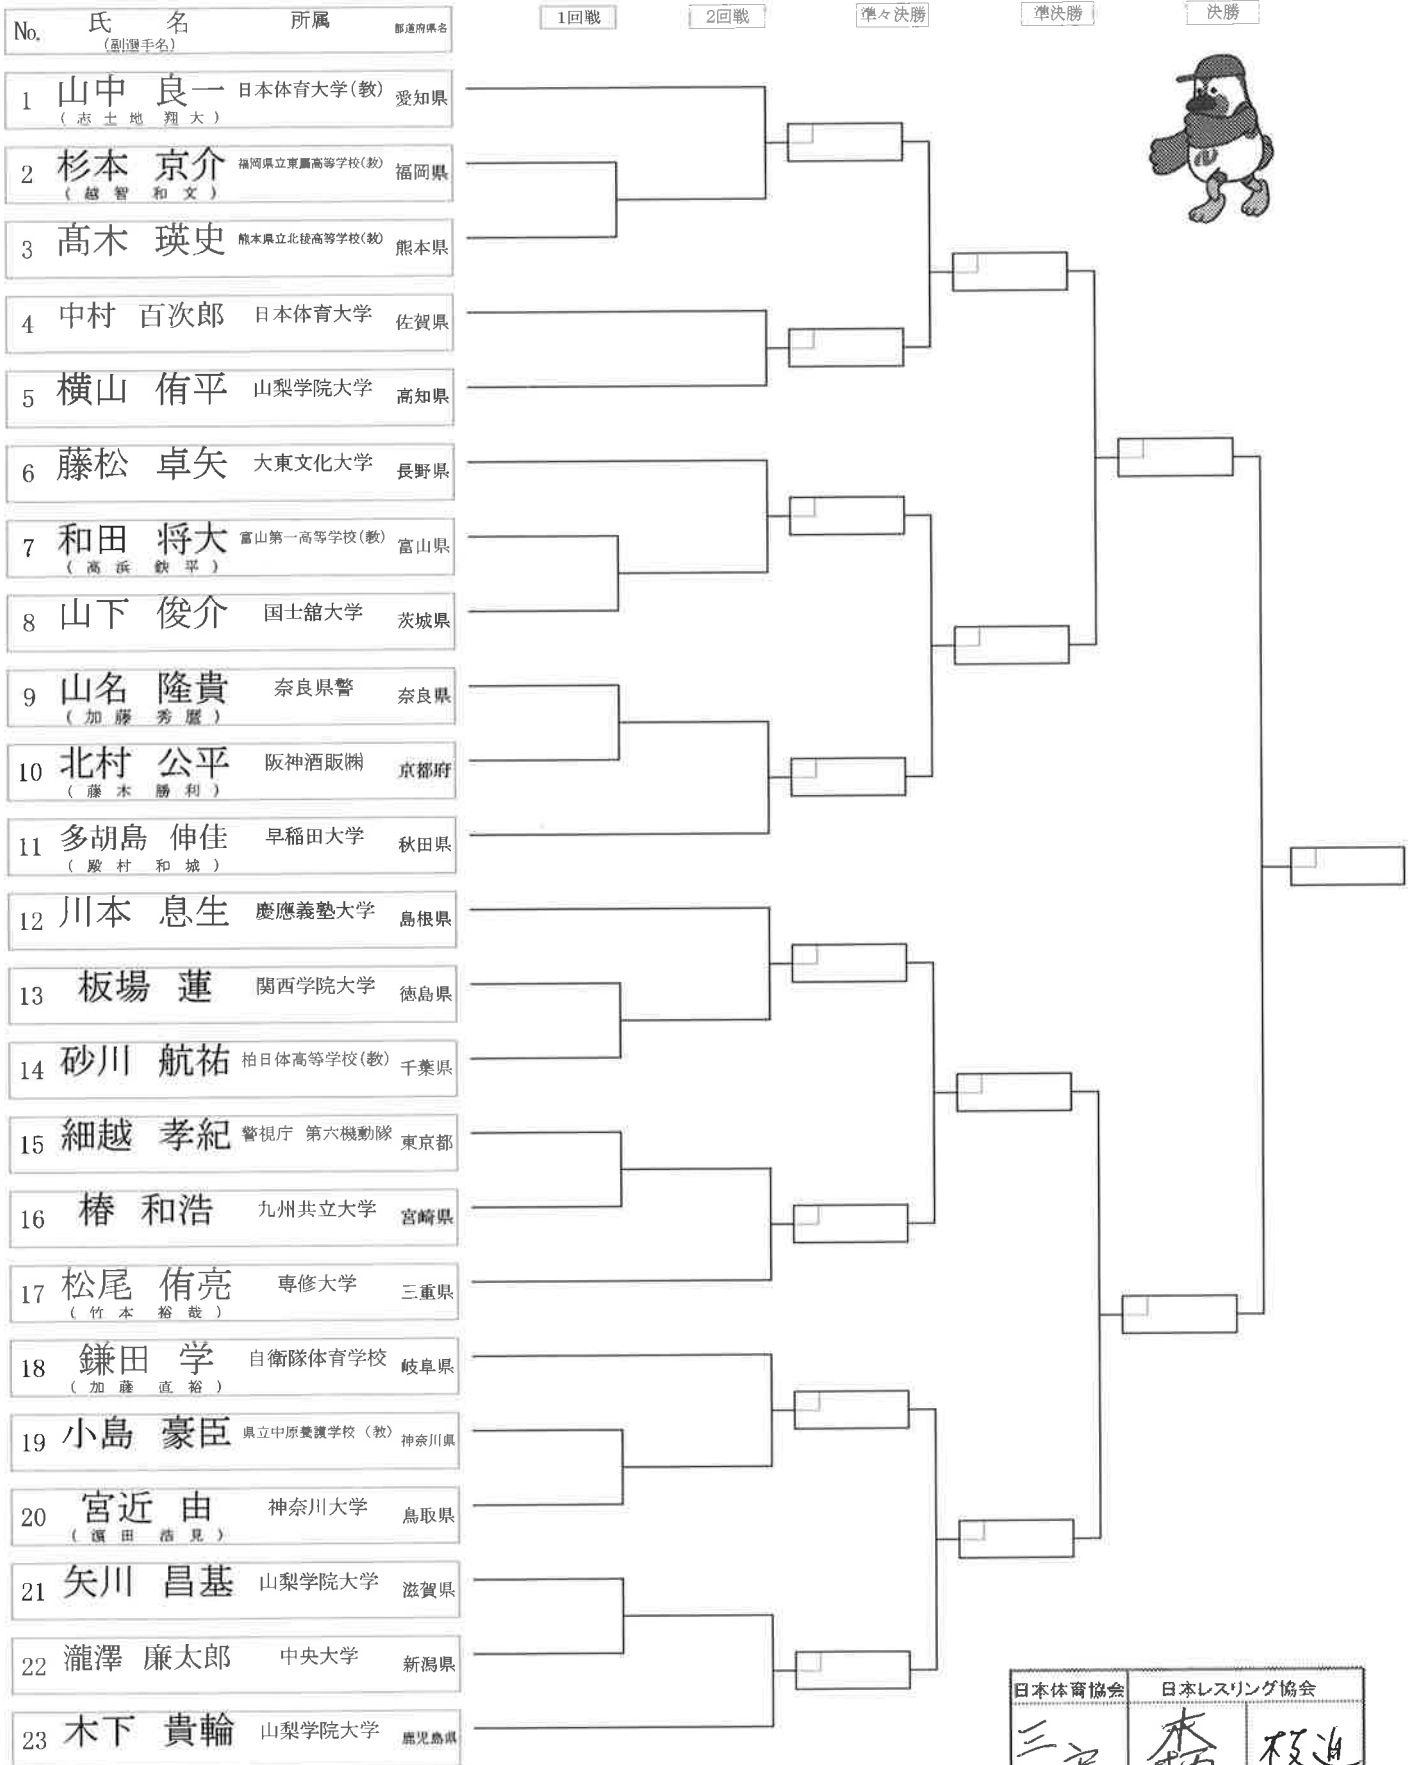 No. 氏 名 所属 都道府県名 1回戦 2回戦 準々決勝 準決勝 決勝
(副選手名)
1 山中 良一 日本体育大学(教) 愛知県
(志土地 翔大)
2 杉本 京介 福岡県立東鷹高等学校(教) 福岡県
(越智 和文)
3 髙木 瑛史 熊本県立北稜高等学校(教) 熊本県
4 中村 百次郎 日本体育大学 佐賀県
5 横山 侑平 山梨学院大学 高知県
6 藤松 卓矢 大東文化大学 長野県
7 和田 将大 富山第一高等学校(教) 富山県
(高浜 鉄平)
8 山下 俊介 国士舘大学 茨城県
9 山名 隆貴 奈良県警 奈良県
(加藤 秀麿)
10 北村 公平 阪神酒販㈱ 京都府
(藤木 勝利)
11 多胡島 伸佳 早稲田大学 秋田県
(殿村 和城)
12 川本 息生 慶應義塾大学 島根県
13 板場 蓮 関西学院大学 徳島県
14 砂川 航祐 柏日体高等学校(教) 千葉県
15 細越 孝紀 警視庁 第六機動隊 東京都
16 椿 和浩 九州共立大学 宮崎県
17 松尾 侑亮 専修大学 三重県
(竹本 裕哉)
18 鎌田 学 自衛隊体育学校 岐阜県
(加藤 直裕)
19 小島 豪臣 県立中原養護学校 (教) 神奈川県
20 宮近 由 神奈川大学 鳥取県
(濵田 浩見)
21 矢川 昌基 山梨学院大学 滋賀県
22 瀧澤 廉太郎 中央大学 新潟県
日本体育協会 日本レスリング協会
23 木下 貴輪 山梨学院大学 鹿児島県